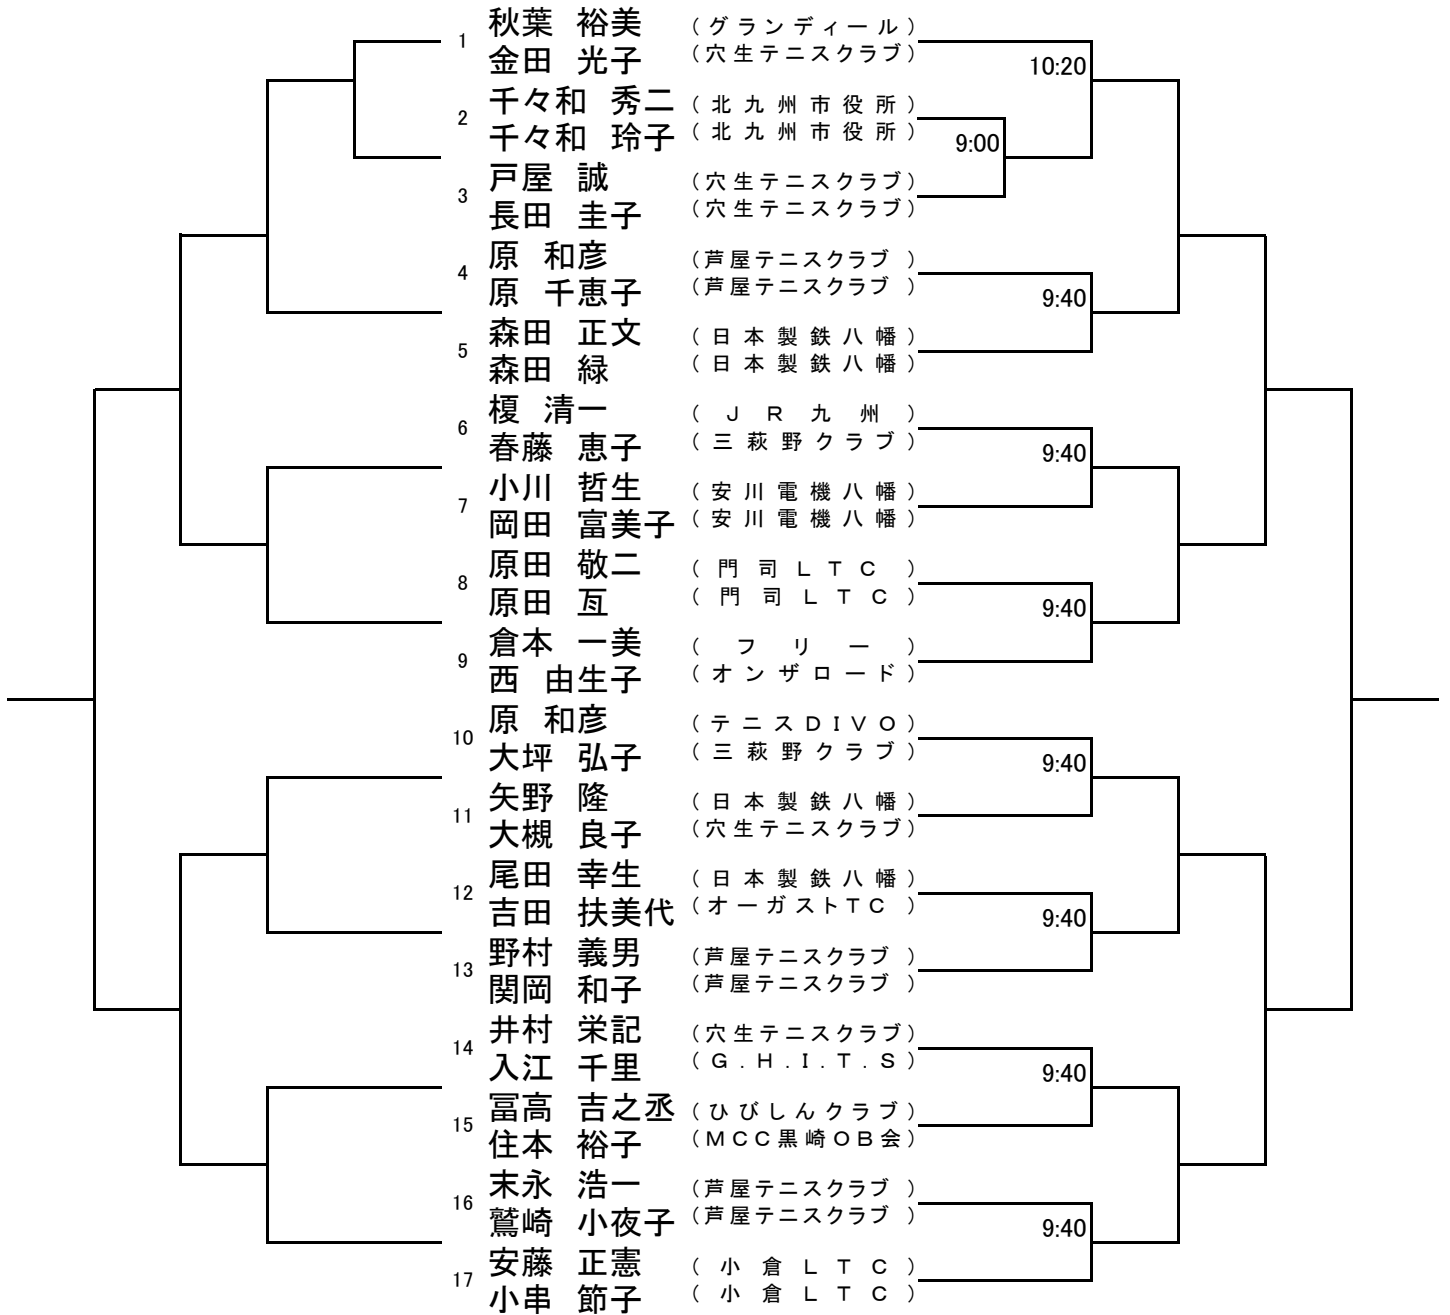 1 秋葉 裕美 (グランディール)
金田 光子 (穴生テニスクラブ)
10:20
2 千々和 秀二 (北九州市役所)
千々和 玲子 (北九州市役所)
9:00
3 戸屋 誠 (穴生テニスクラブ)
長田 圭子 (穴生テニスクラブ)
4 原 和彦 (芦屋テニスクラブ)
原 千恵子 (芦屋テニスクラブ)
9:40
5 森田 正文 (日本製鉄八幡)
森田 緑 (日本製鉄八幡)
6 榎 清一 (JR九州)
春藤 恵子 (三萩野クラブ)
9:40
7 小川 哲生 (安川電機八幡)
岡田 富美子 (安川電機八幡)
8 原田 敬二 (門司LTC)
原田 亙 (門司LTC)
9:40
9 倉本 一美 (フリー)
西 由生子 (オンザロード)
10 原 和彦 (テニスDIVO)
大坪 弘子 (三萩野クラブ)
9:40
11 矢野 隆 (日本製鉄八幡)
大槻 良子 (穴生テニスクラブ)
12 尾田 幸生 (日本製鉄八幡)
吉田 扶美代 (オーガストTC)
9:40
13 野村 義男 (芦屋テニスクラブ)
関岡 和子 (芦屋テニスクラブ)
14 井村 栄記 (穴生テニスクラブ)
入江 千里 (G.H.I.T.S)
9:40
15 冨高 吉之丞 (ひびしんクラブ)
住本 裕子 (MCC黒崎OB会)
16 末永 浩一 (芦屋テニスクラブ)
鷲崎 小夜子 (芦屋テニスクラブ)
9:40
17 安藤 正憲 (小倉LTC)
小串 節子 (小倉LTC)